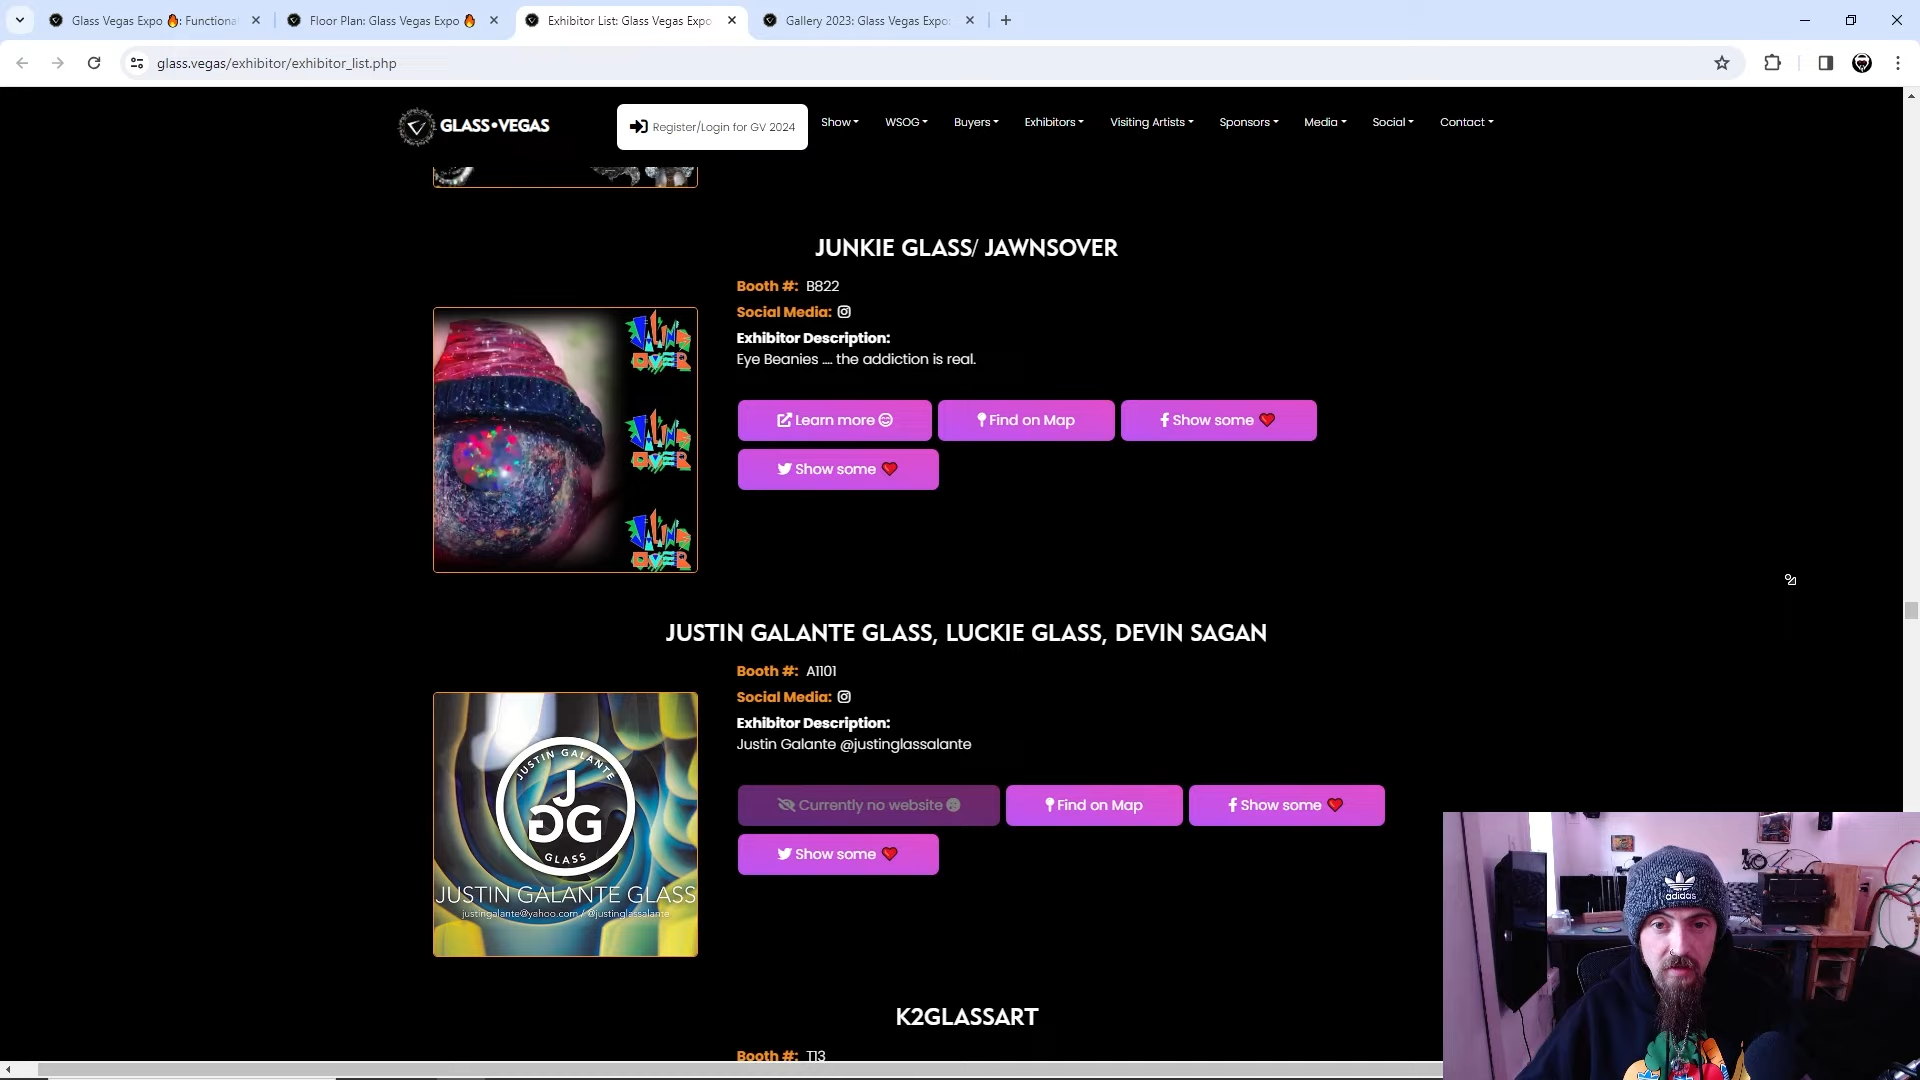 Glass Vegas Expo 🔥: Functiona
Floor Plan: Glass Vegas Expo 🔥
Exhibitor List: Glass Vegas Expo
Gallery 2023: Glass Vegas Expo:
glass.vegas/exhibitor/exhibitor_list.php
GLASS•VEGAS
Register/Login for GV 2024
Show
WSOG
Buyers
Exhibitors
Visiting Artists
Sponsors
Media
Social
Contact
JUNKIE GLASS/ JAWNSOVER
Booth #: B822
Social Media:
Exhibitor Description:
Eye Beanies .... the addiction is real.
Learn more
Find on Map
Show some ❤
Show some ❤
JUSTIN GALANTE GLASS, LUCKIE GLASS, DEVIN SAGAN
Booth #: A1101
Social Media:
Exhibitor Description:
Justin Galante @justinglassalante
Currently no website
Find on Map
Show some ❤
Show some ❤
JUSTIN GALANTE
JGG
GLASS
JUSTIN GALANTE GLASS
justingalante@yahoo.com / @justinglassalante
K2GLASSART
Booth #: T13
adidas